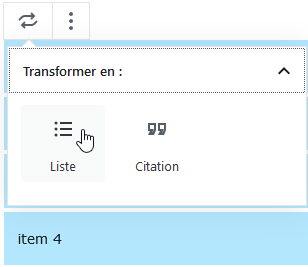 Transformer en :
Liste Citation
item 4